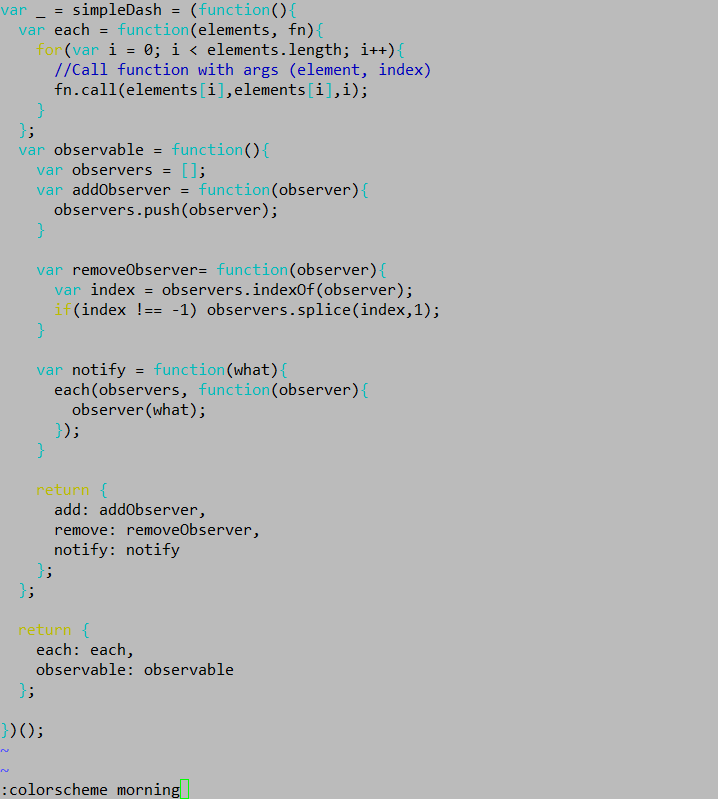 var _ = simpleDash = (function(){
  var each = function(elements, fn){
    for(var i = 0; i < elements.length; i++){
      //Call function with args (element, index)
      fn.call(elements[i],elements[i],i);
    }
  };
  var observable = function(){
    var observers = [];
    var addObserver = function(observer){
      observers.push(observer);
    }

    var removeObserver= function(observer){
      var index = observers.indexOf(observer);
      if(index !== -1) observers.splice(index,1);
    }

    var notify = function(what){
      each(observers, function(observer){
        observer(what);
      });
    }

    return {
      add: addObserver,
      remove: removeObserver,
      notify: notify
    };
  };

  return {
    each: each,
    observable: observable
  };

})();
~
~
:colorscheme morning